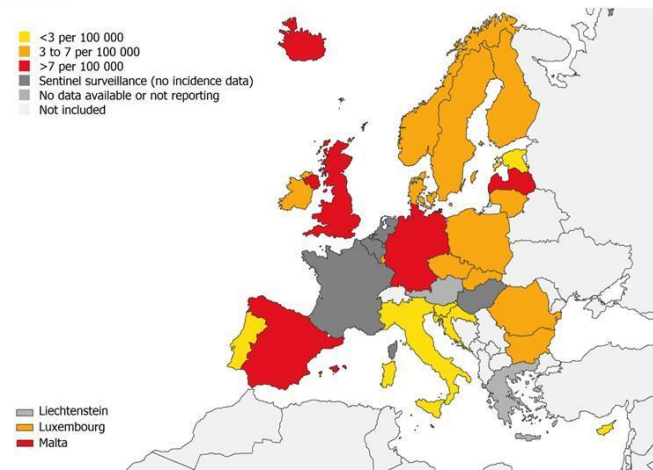 <3 per 100 000
3 to 7 per 100 000
>7 per 100 000
Sentinel surveillance (no incidence data)
No data available or not reporting
Not included
Liechtenstein
Luxembourg
Malta